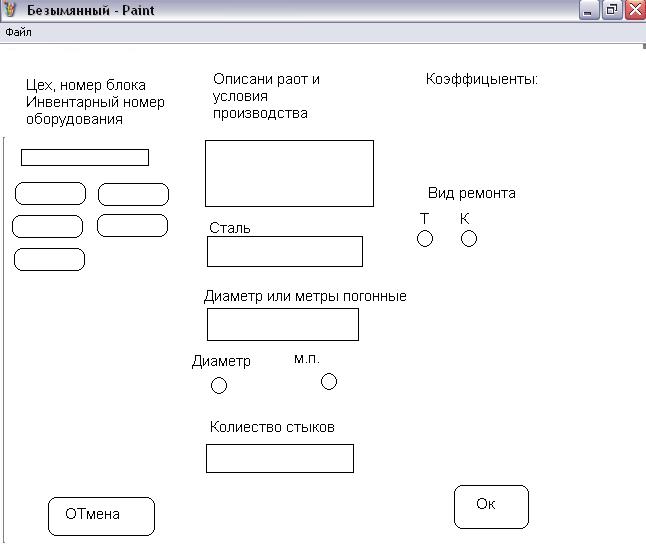 Безымянный - Paint
Файл
Цех, номер блока
Инвентарный номер
оборудования
Описани раот и
условия
производства
Коэффицыенты:
Вид ремонта
Т К
Сталь
Диаметр или метры погонные
Диаметр м.п.
Колиество стыков
ОТмена
Ок